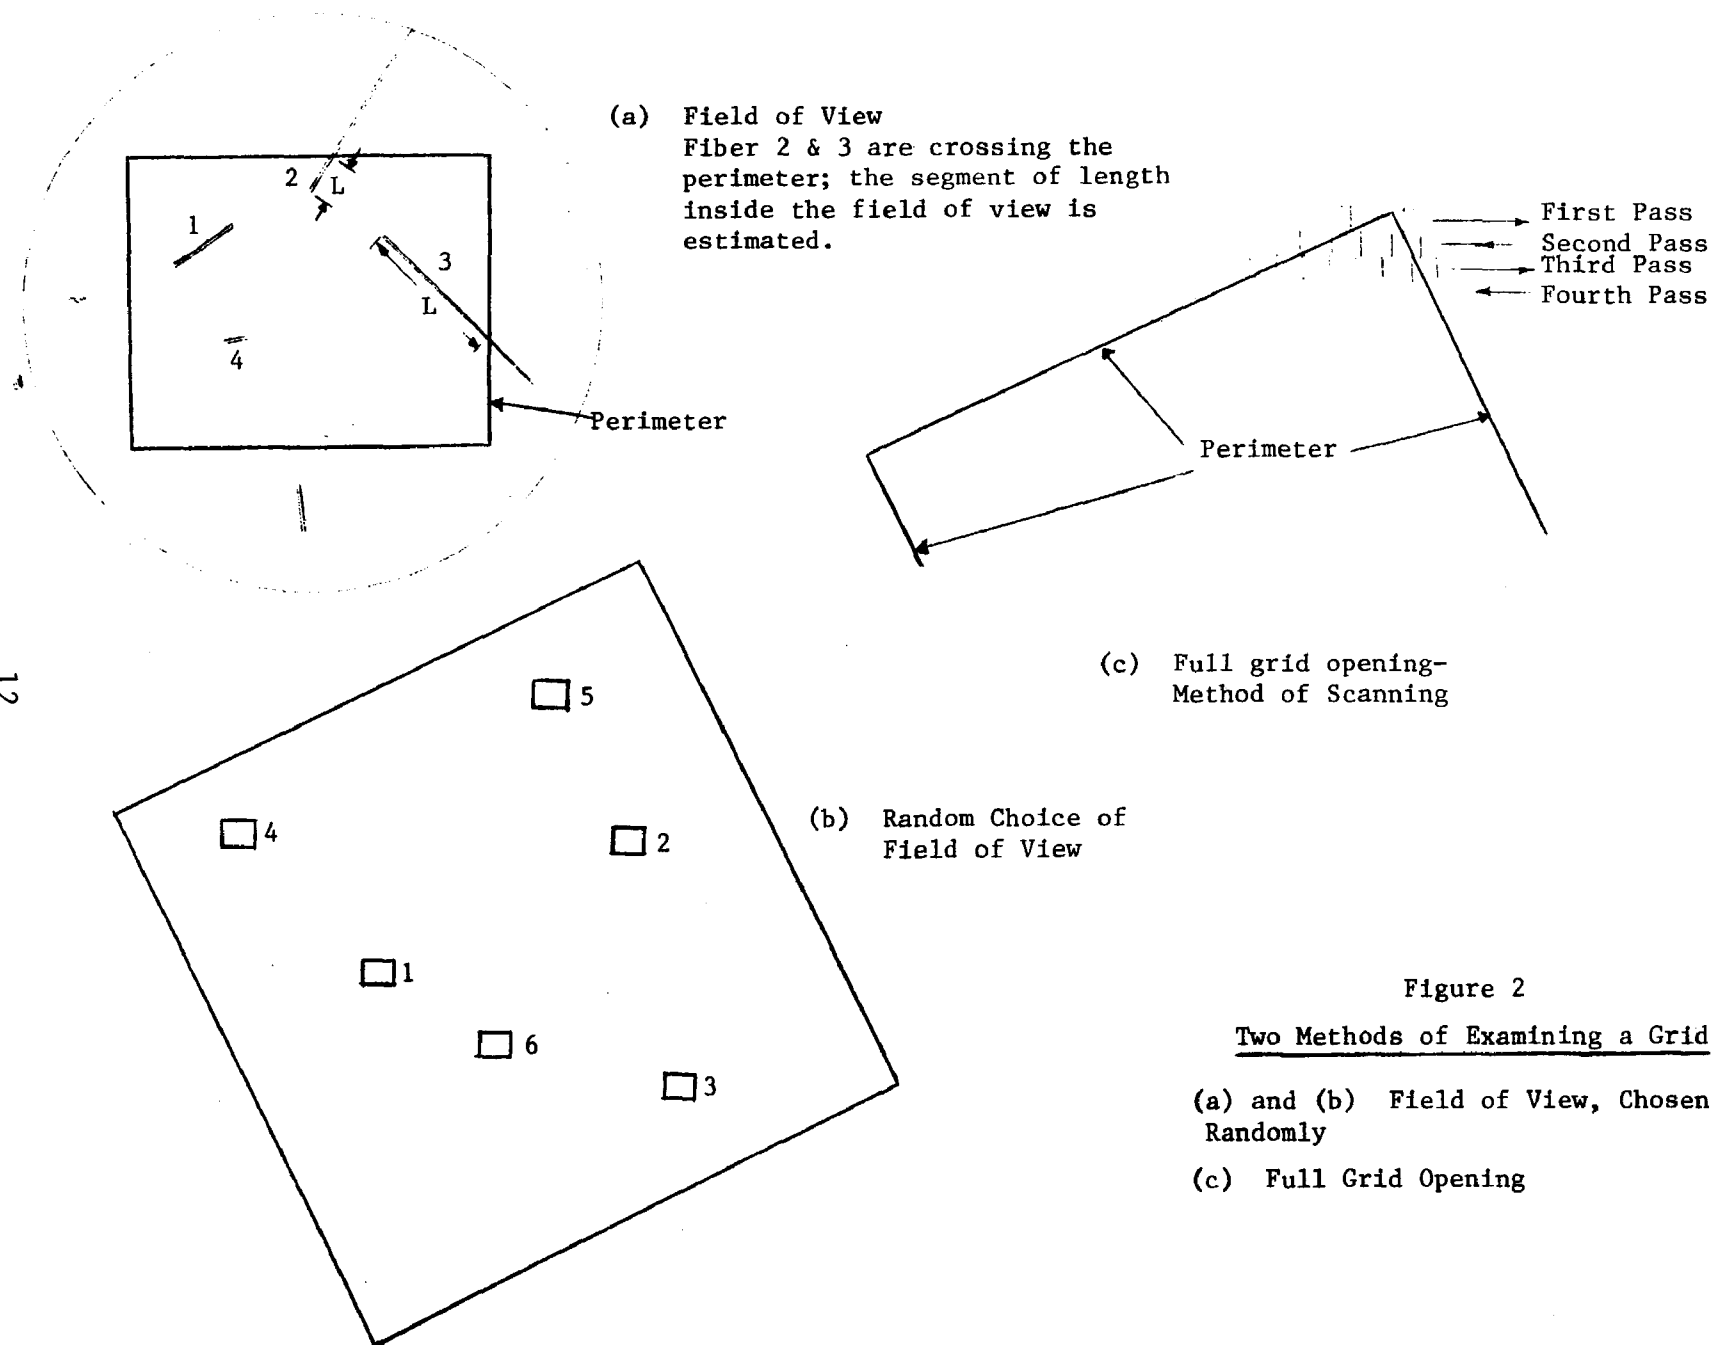 (a) Field of View
Fiber 2 & 3 are crossing the
perimeter; the segment of length
inside the field of view is
estimated.
1
2
L
3
L
4
Perimeter
First Pass
Second Pass
Third Pass
Fourth Pass
Perimeter
(c) Full grid opening-
Method of Scanning
12
5
4
2
1
6
3
(b) Random Choice of
Field of View
Figure 2
Two Methods of Examining a Grid
(a) and (b) Field of View, Chosen
Randomly
(c) Full Grid Opening